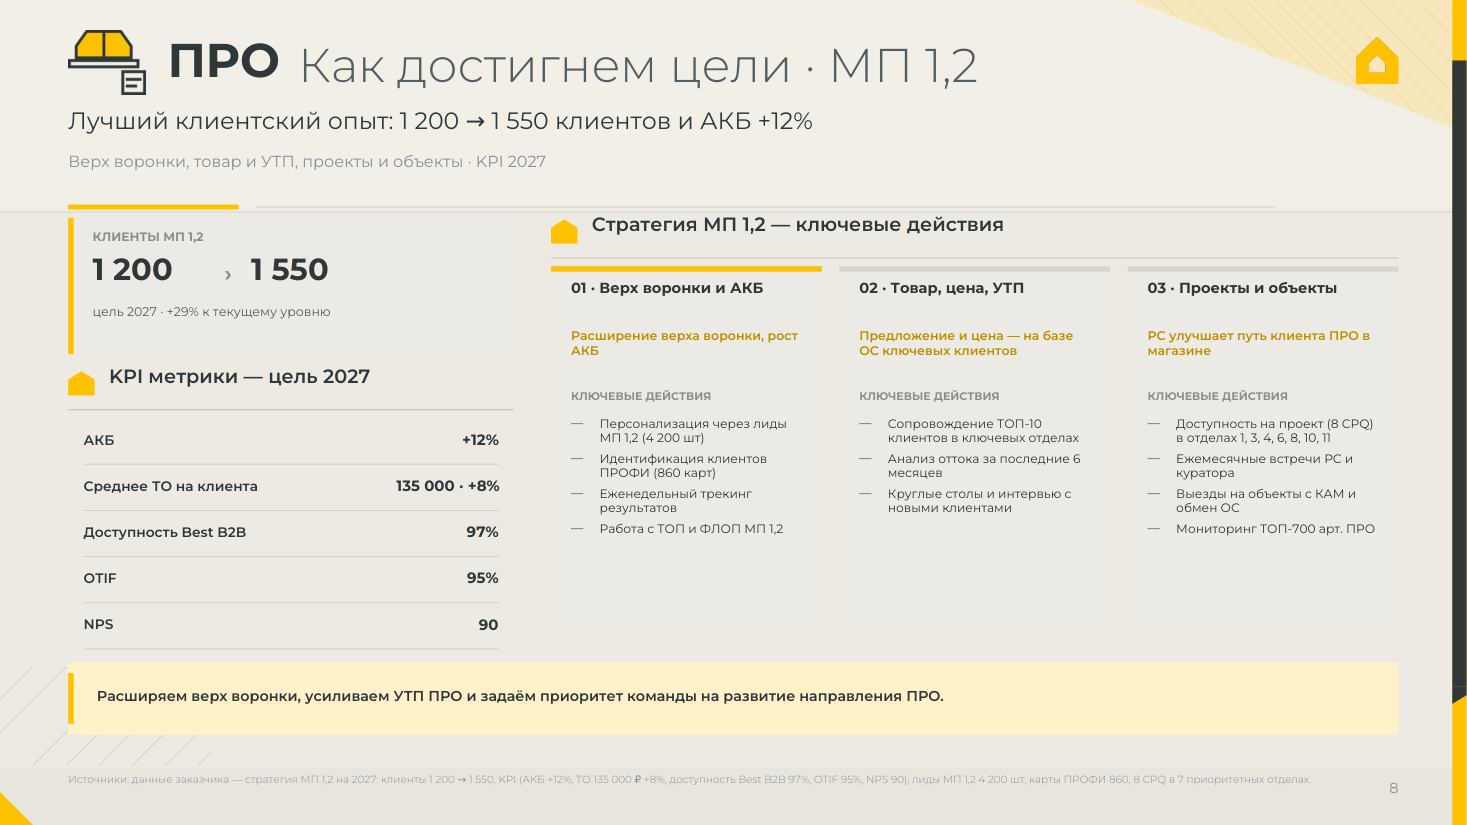 ПРО Как достигнем цели · МП 1,2
Лучший клиентский опыт: 1 200 → 1 550 клиентов и АКБ +12%
Верх воронки, товар и УТП, проекты и объекты · KPI 2027
КЛИЕНТЫ МП 1,2
1 200 › 1 550
цель 2027 · +29% к текущему уровню
KPI метрики — цель 2027
АКБ +12%
Среднее ТО на клиента 135 000 · +8%
Доступность Best B2B 97%
OTIF 95%
NPS 90
Стратегия МП 1,2 — ключевые действия
01 · Верх воронки и АКБ
Расширение верха воронки, рост
АКБ
КЛЮЧЕВЫЕ ДЕЙСТВИЯ
— Персонализация через лиды
МП 1,2 (4 200 шт)
— Идентификация клиентов
ПРОФИ (860 карт)
— Еженедельный трекинг
результатов
— Работа с ТОП и ФЛОП МП 1,2
02 · Товар, цена, УТП
Предложение и цена — на базе
ОС ключевых клиентов
КЛЮЧЕВЫЕ ДЕЙСТВИЯ
— Сопровождение ТОП-10
клиентов в ключевых отделах
— Анализ оттока за последние 6
месяцев
— Круглые столы и интервью с
новыми клиентами
03 · Проекты и объекты
РС улучшает путь клиента ПРО в
магазине
КЛЮЧЕВЫЕ ДЕЙСТВИЯ
— Доступность на проект (8 CPQ)
в отделах 1, 3, 4, 6, 8, 10, 11
— Ежемесячные встречи РС и
куратора
— Выезды на объекты с КАМ и
обмен ОС
— Мониторинг ТОП-700 арт. ПРО
Расширяем верх воронки, усиливаем УТП ПРО и задаём приоритет команды на развитие направления ПРО.
Источники: данные заказчика — стратегия МП 1,2 на 2027: клиенты 1 200 → 1 550, KPI (АКБ +12%, ТО 135 000 ₽ +8%, доступность Best B2B 97%, OTIF 95%, NPS 90), лиды МП 1,2 4 200 шт, карты ПРОФИ 860, 8 CPQ в 7 приоритетных отделах.
8